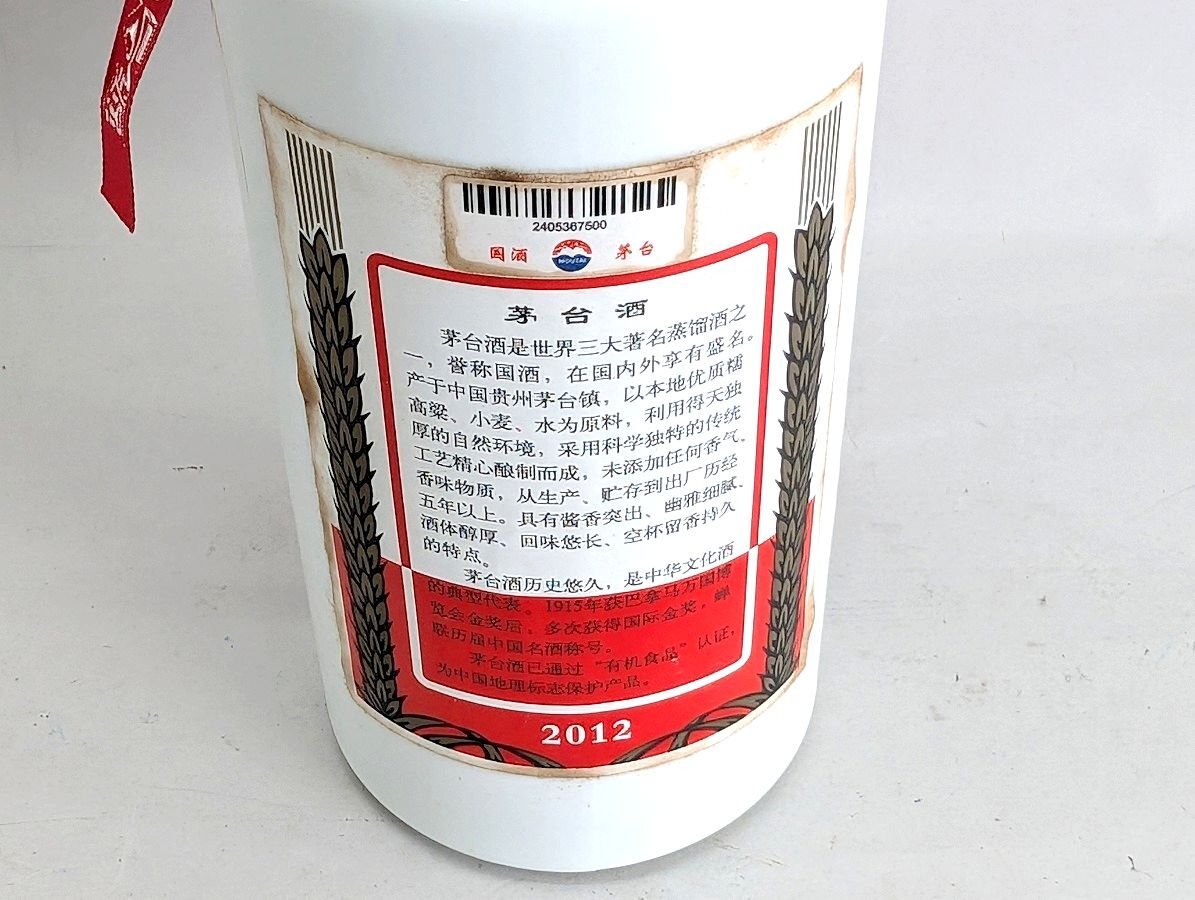 2405367500
国酒 MOUTAI 茅台
茅台酒
茅台酒是世界三大著名蒸馏酒之
一，誉称国酒，在国内外享有盛名。
产于中国贵州茅台镇，以本地优质糯
高粱、小麦、水为原料，利用得天独
厚的自然环境，采用科学独特的传统
工艺精心酿制而成，未添加任何香气、
香味物质，从生产、贮存到出厂历经
五年以上。具有酱香突出、幽雅细腻、
酒体醇厚、回味悠长、空杯留香持久
的特点。
茅台酒历史悠久，是中华文化酒
的典型代表。1915年获巴拿马万国博
览会金奖后，多次获得国际金奖，蝉
联历届中国名酒称号。
茅台酒已通过“有机食品”认证，
为中国地理标志保护产品。
2012